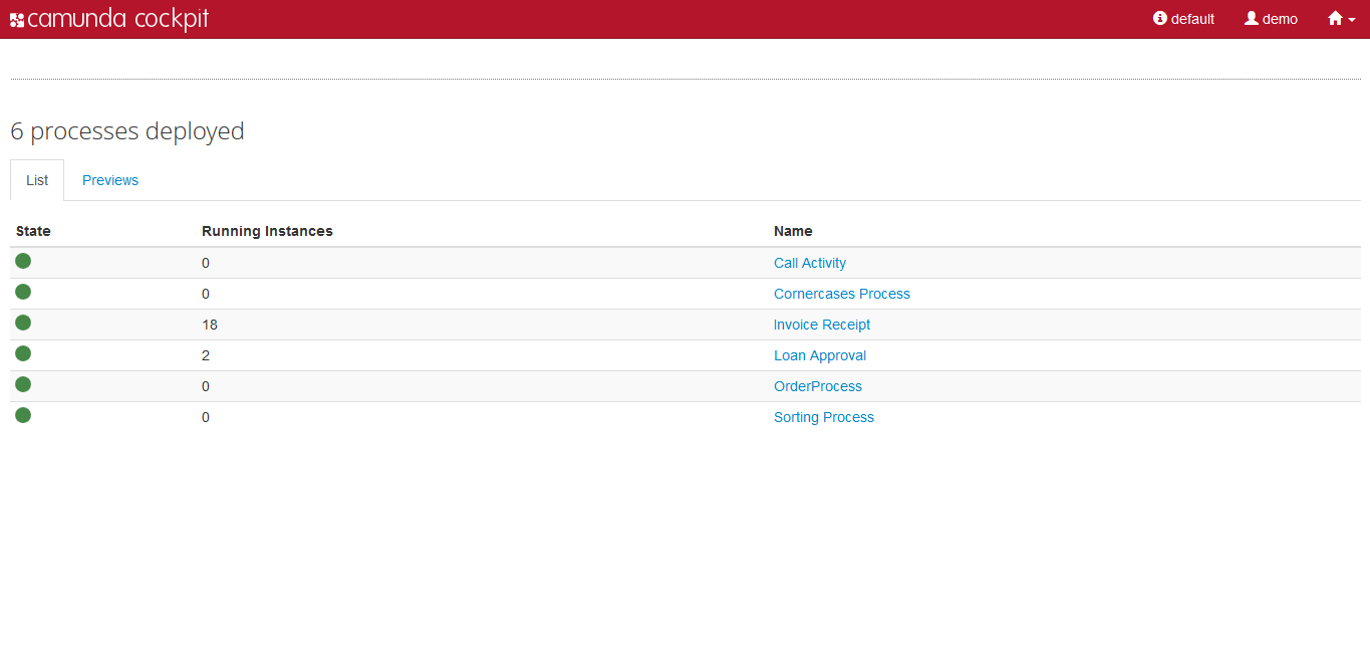 camunda cockpit default demo
6 processes deployed
List Previews
State Running Instances Name
0 Call Activity
0 Cornercases Process
18 Invoice Receipt
2 Loan Approval
0 OrderProcess
0 Sorting Process